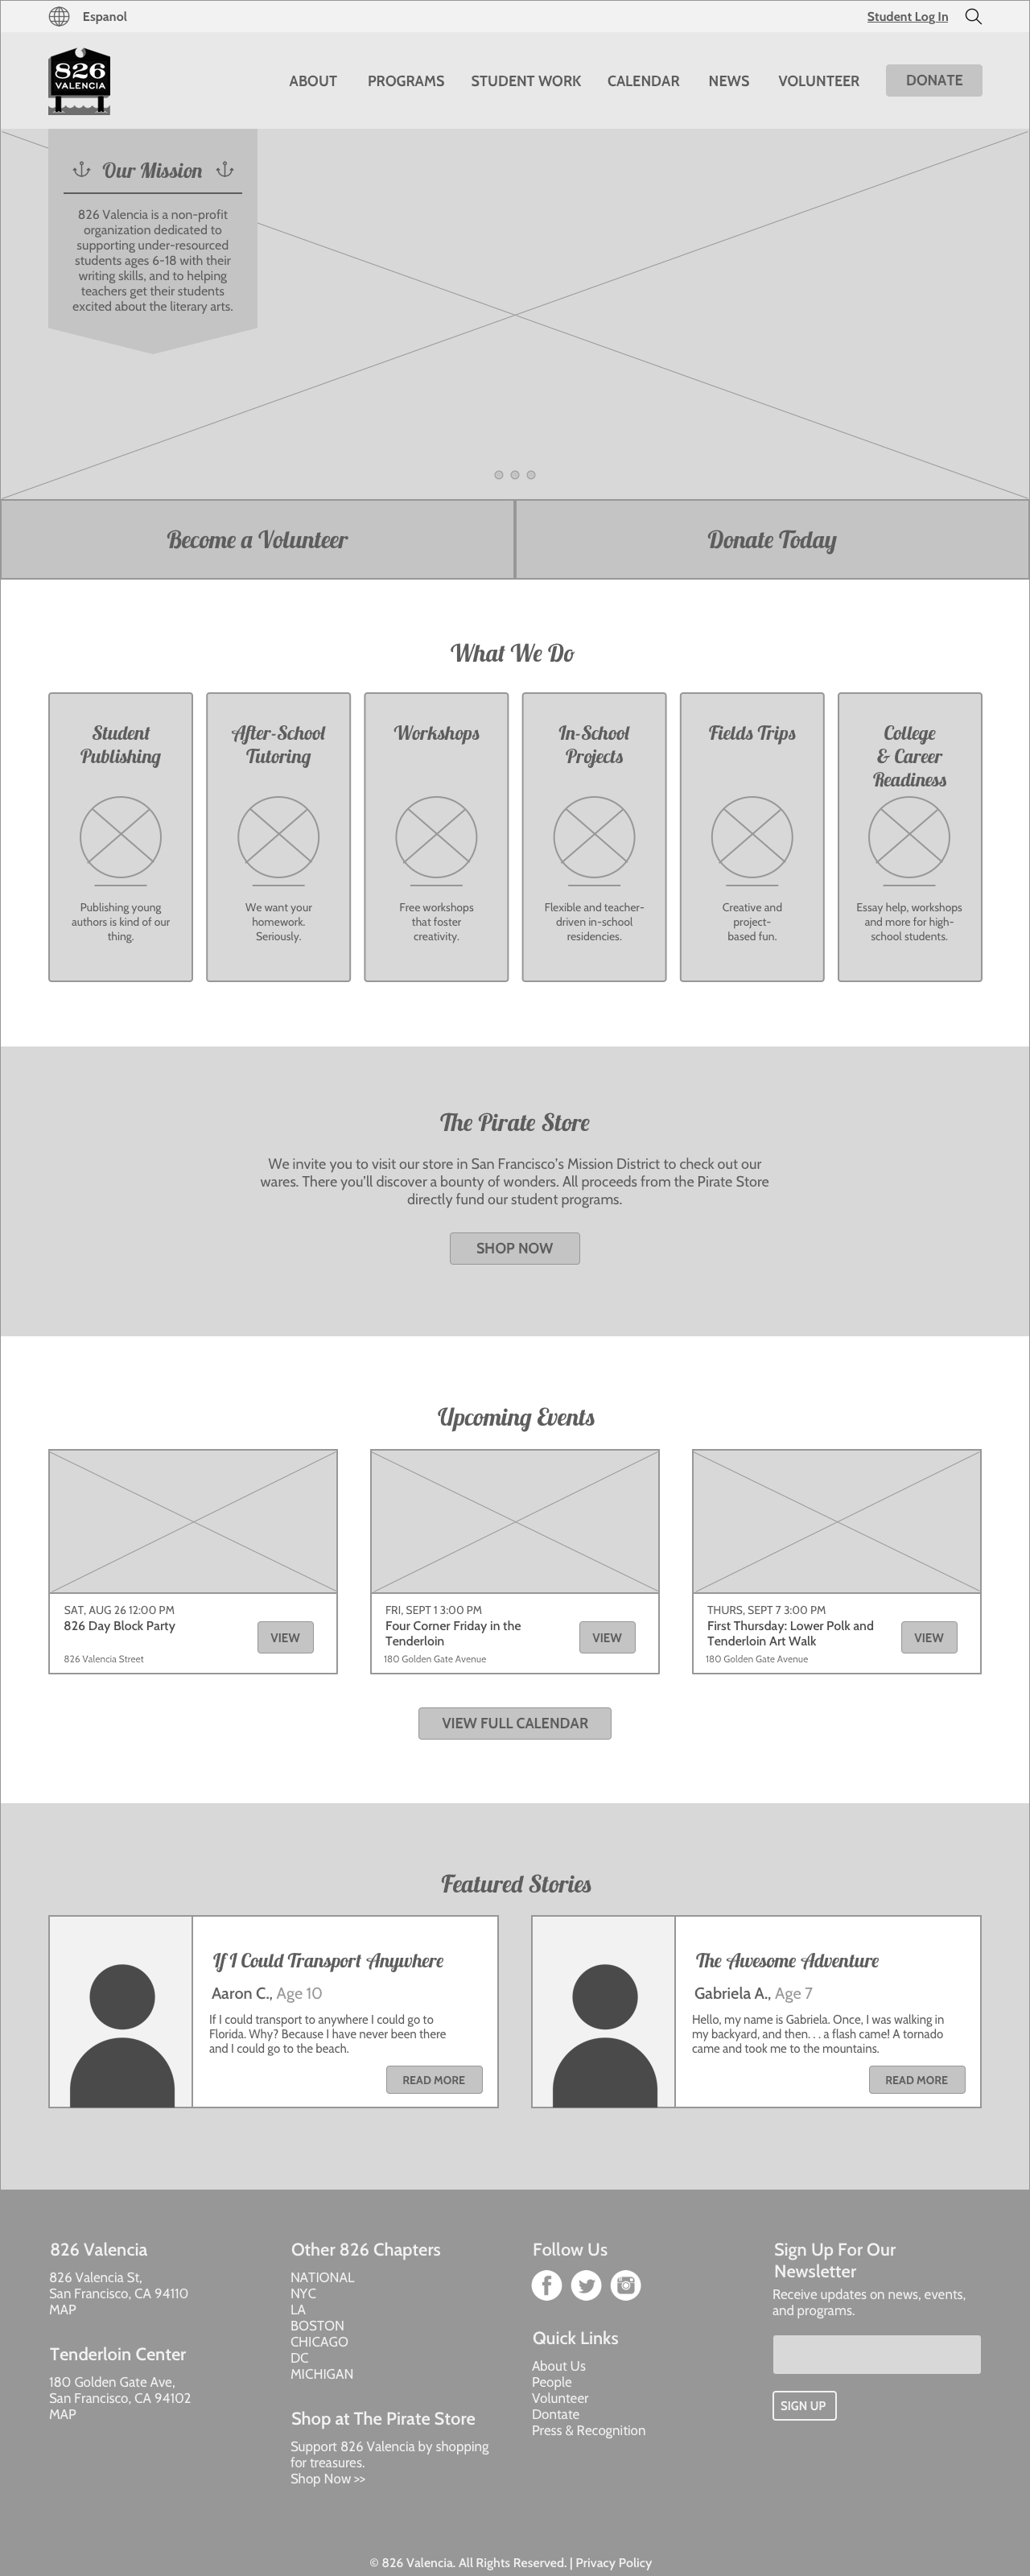 Espanol
Student Log In
826
VALENCIA
ABOUT
PROGRAMS
STUDENT WORK
CALENDAR
NEWS
VOLUNTEER
DONATE
Our Mission
826 Valencia is a non-profit
organization dedicated to
supporting under-resourced
students ages 6-18 with their
writing skills, and to helping
teachers get their students
excited about the literary arts.
Become a Volunteer
Donate Today
What We Do
Student
Publishing
Publishing young
authors is kind of our
thing.
After-School
Tutoring
We want your
homework.
Seriously.
Workshops
Free workshops
that foster
creativity.
In-School
Projects
Flexible and teacher-
driven in-school
residencies.
Fields Trips
Creative and
project-
based fun.
College
& Career
Readiness
Essay help, workshops
and more for high-
school students.
The Pirate Store
We invite you to visit our store in San Francisco's Mission District to check out our
wares. There you'll discover a bounty of wonders. All proceeds from the Pirate Store
directly fund our student programs.
SHOP NOW
Upcoming Events
SAT, AUG 26 12:00 PM
826 Day Block Party
826 Valencia Street
VIEW
FRI, SEPT 1 3:00 PM
Four Corner Friday in the
Tenderloin
180 Golden Gate Avenue
VIEW
THURS, SEPT 7 3:00 PM
First Thursday: Lower Polk and
Tenderloin Art Walk
180 Golden Gate Avenue
VIEW
VIEW FULL CALENDAR
Featured Stories
If I Could Transport Anywhere
Aaron C., Age 10
If I could transport to anywhere I could go to
Florida. Why? Because I have never been there
and I could go to the beach.
READ MORE
The Awesome Adventure
Gabriela A., Age 7
Hello, my name is Gabriela. Once, I was walking in
my backyard, and then. . . a flash came! A tornado
came and took me to the mountains.
READ MORE
826 Valencia
826 Valencia St,
San Francisco, CA 94110
MAP
Tenderloin Center
180 Golden Gate Ave,
San Francisco, CA 94102
MAP
Other 826 Chapters
NATIONAL
NYC
LA
BOSTON
CHICAGO
DC
MICHIGAN
Shop at The Pirate Store
Support 826 Valencia by shopping
for treasures.
Shop Now >>
Follow Us
Quick Links
About Us
People
Volunteer
Dontate
Press & Recognition
Sign Up For Our
Newsletter
Receive updates on news, events,
and programs.
SIGN UP
© 826 Valencia. All Rights Reserved. | Privacy Policy